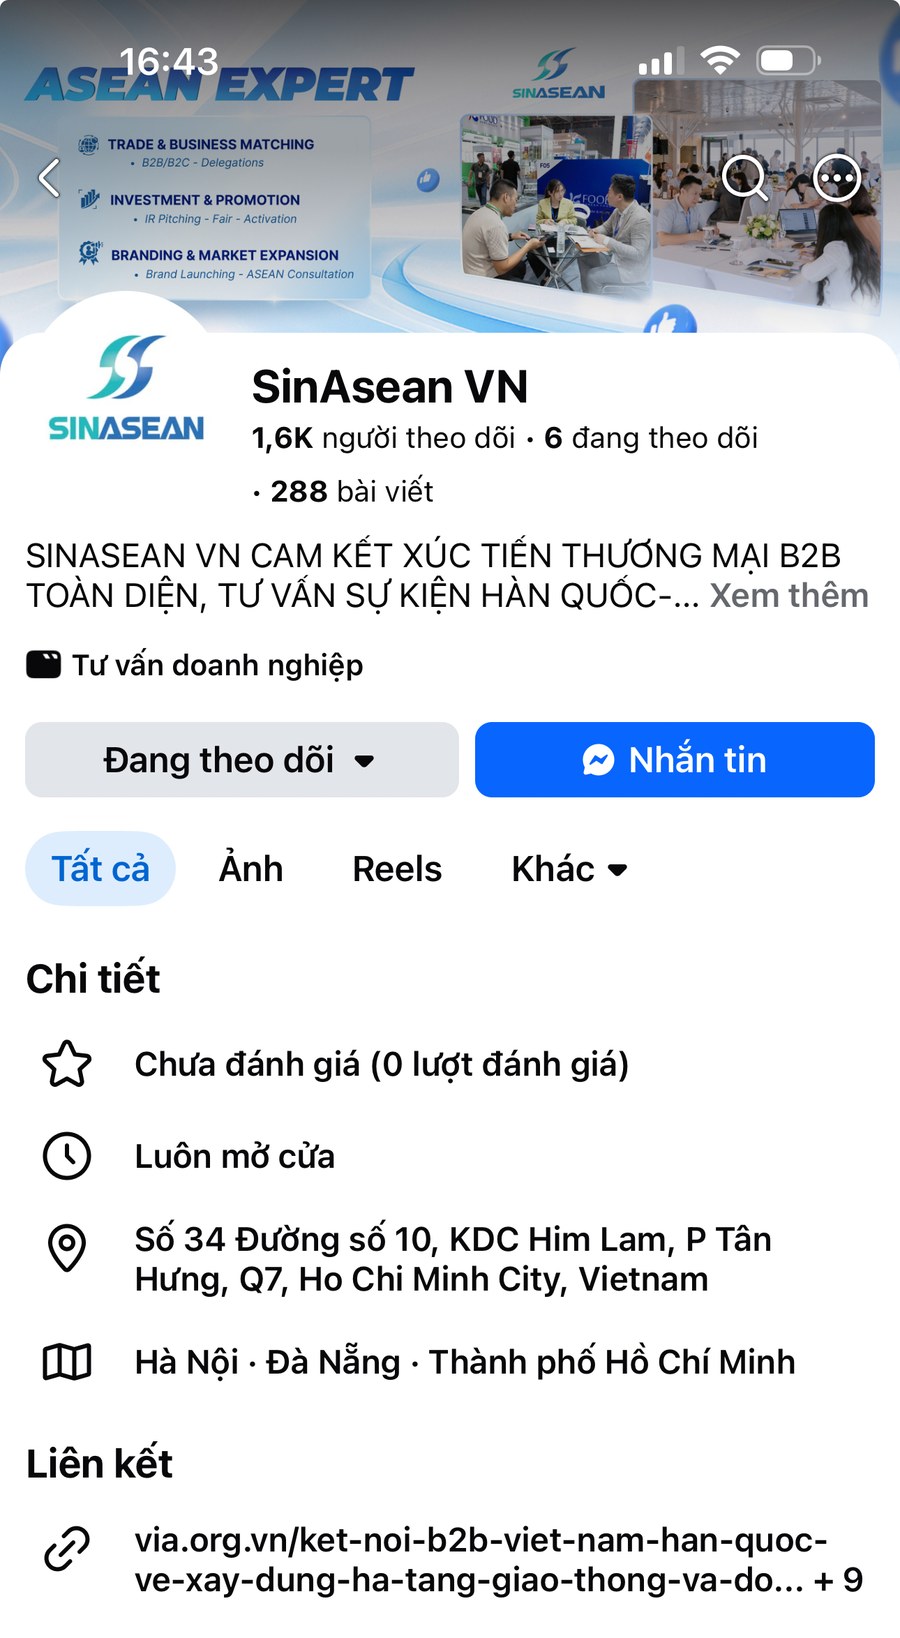 16:43
ASEAN EXPERT
SINASEAN
TRADE & BUSINESS MATCHING
• B2B/B2C - Delegations
INVESTMENT & PROMOTION
• IR Pitching - Fair - Activation
BRANDING & MARKET EXPANSION
• Brand Launching - ASEAN Consultation
SINASEAN
SinAsean VN
1,6K người theo dõi · 6 đang theo dõi
· 288 bài viết
SINASEAN VN CAM KẾT XÚC TIẾN THƯƠNG MẠI B2B
TOÀN DIỆN, TƯ VẤN SỰ KIỆN HÀN QUỐC-... Xem thêm
Tư vấn doanh nghiệp
Đang theo dõi
Nhắn tin
Tất cả
Ảnh
Reels
Khác
Chi tiết
Chưa đánh giá (0 lượt đánh giá)
Luôn mở cửa
Số 34 Đường số 10, KDC Him Lam, P Tân
Hưng, Q7, Ho Chi Minh City, Vietnam
Hà Nội · Đà Nẵng · Thành phố Hồ Chí Minh
Liên kết
via.org.vn/ket-noi-b2b-viet-nam-han-quoc-
ve-xay-dung-ha-tang-giao-thong-va-do... + 9